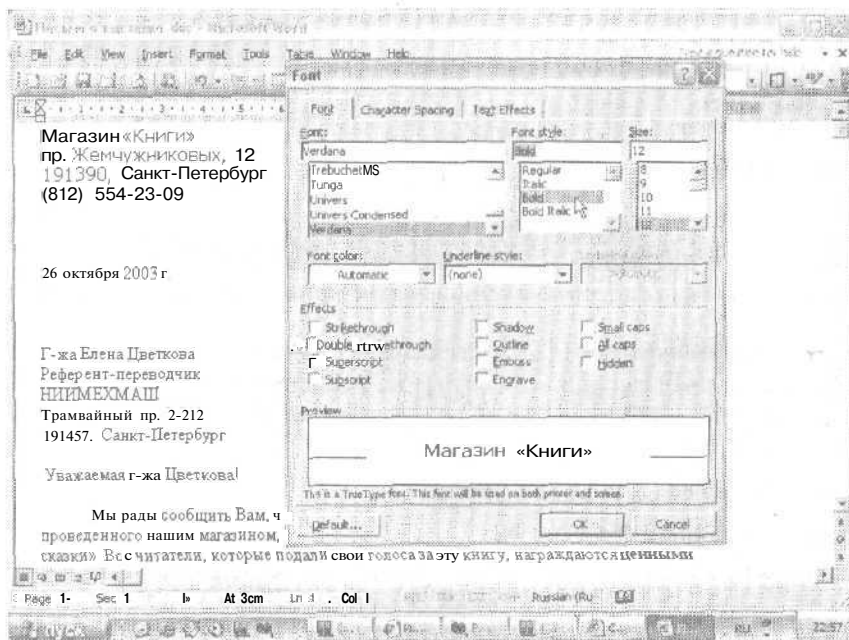 File Edit View Insert Format Tools Table Window Help
Font
Font Character Spacing Text Effects
Font: Font style: Size:
Verdana Bold 12
Trebuchet MS Regular 8
Tunga Italic 9
Univers Bold 10
Univers Condensed Bold Italic 11
Verdana 12
Font color: Underline style:
Automatic (none)
Effects
Strikethrough Shadow Small caps
Double rtrwethrough Outline All caps
Superscript Emboss Hidden
Subscript Engrave
Preview
Магазин «Книги»
This is a TrueType font. This font will be used on both printer and screen.
Default... OK Cancel
Магазин «Книги»
пр. Жемчужниковых, 12
191390, Санкт-Петербург
(812) 554-23-09
26 октября 2003 г
Г-жа Елена Цветкова
Референт-переводчик
НИИМЕХМАШ
Трамвайный пр. 2-212
191457. Санкт-Петербург
Уважаемая г-жа Цветкова!
Мы рады сообщить Вам, ч
проведенного нашим магазином,
сказки» Все читатели, которые подали свои голоса за эту книгу, награждаются ценными
Page 1- Sec 1 At 3cm Ln Col Russian (Ru
22:57